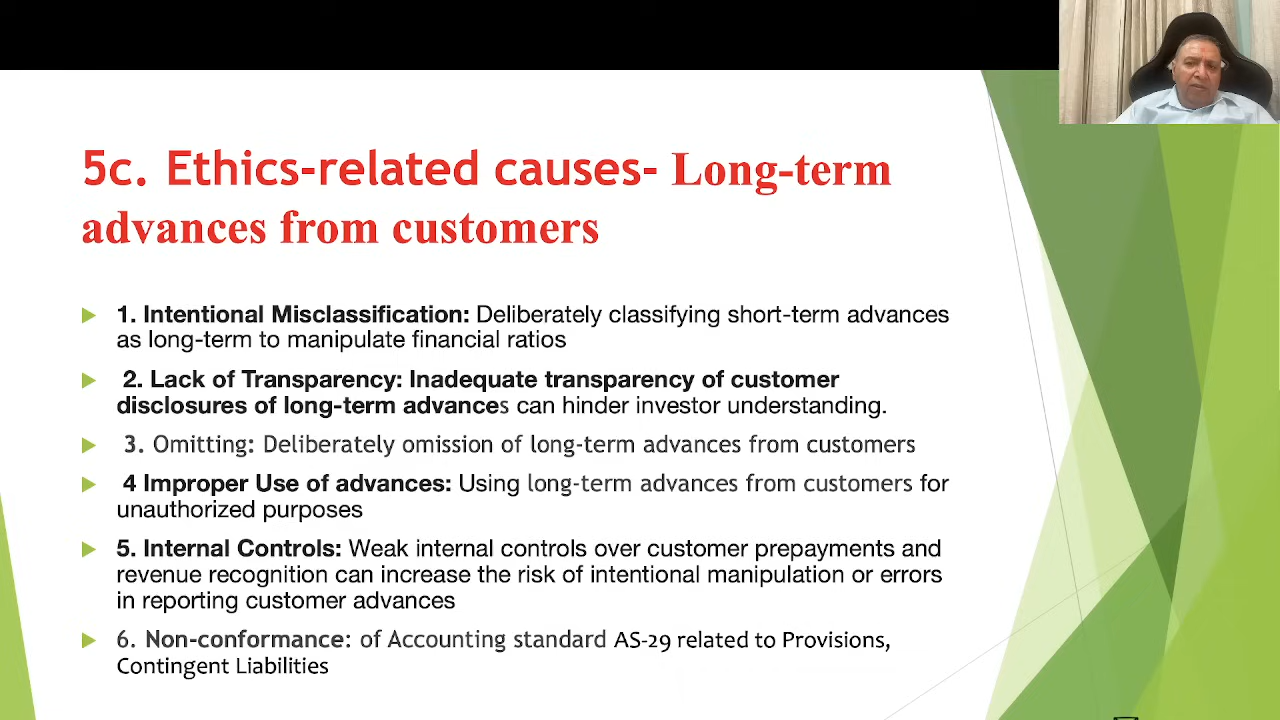 5c. Ethics-related causes- Long-term
advances from customers
1. Intentional Misclassification: Deliberately classifying short-term advances
as long-term to manipulate financial ratios
2. Lack of Transparency: Inadequate transparency of customer
disclosures of long-term advances can hinder investor understanding.
3. Omitting: Deliberately omission of long-term advances from customers
4 Improper Use of advances: Using long-term advances from customers for
unauthorized purposes
5. Internal Controls: Weak internal controls over customer prepayments and
revenue recognition can increase the risk of intentional manipulation or errors
in reporting customer advances
6. Non-conformance: of Accounting standard AS-29 related to Provisions,
Contingent Liabilities